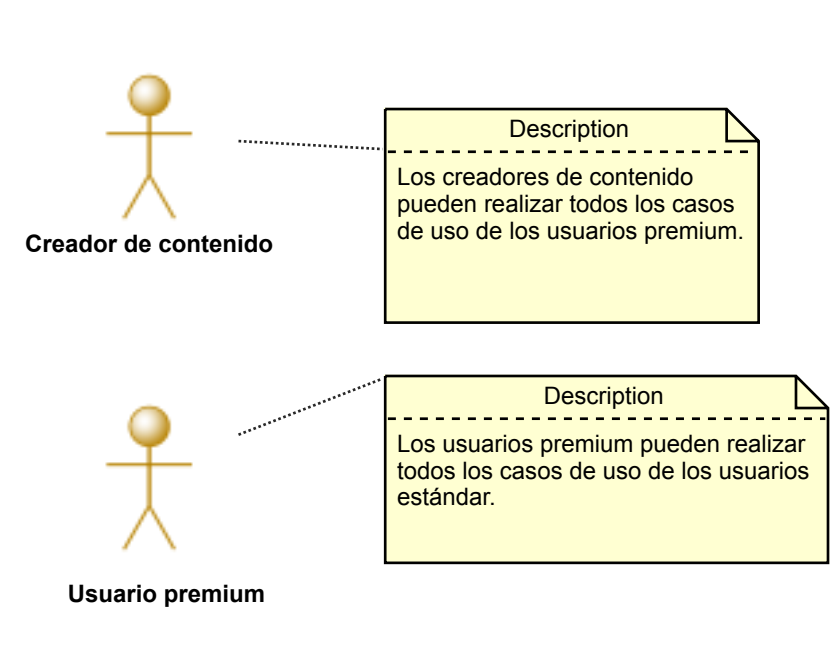 Description
Los creadores de contenido
pueden realizar todos los casos
de uso de los usuarios premium.
Creador de contenido
Description
Los usuarios premium pueden realizar
todos los casos de uso de los usuarios
estándar.
Usuario premium